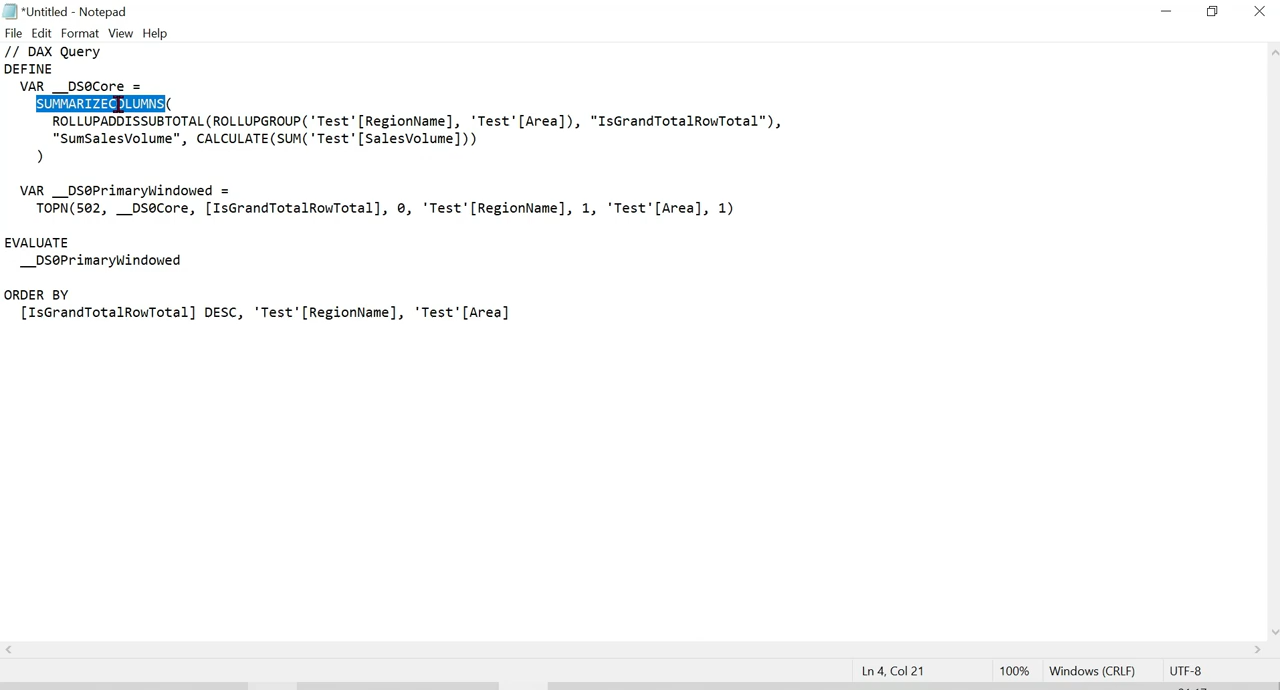 *Untitled - Notepad
File Edit Format View Help
// DAX Query
DEFINE
VAR __DS0Core =
SUMMARIZECOLUMNS(
ROLLUPADDISSUBTOTAL(ROLLUPGROUP('Test'[RegionName], 'Test'[Area]), "IsGrandTotalRowTotal"),
"SumSalesVolume", CALCULATE(SUM('Test'[SalesVolume]))
)
VAR __DS0PrimaryWindowed =
TOPN(502, __DS0Core, [IsGrandTotalRowTotal], 0, 'Test'[RegionName], 1, 'Test'[Area], 1)
EVALUATE
__DS0PrimaryWindowed
ORDER BY
[IsGrandTotalRowTotal] DESC, 'Test'[RegionName], 'Test'[Area]
Ln 4, Col 21 100% Windows (CRLF) UTF-8